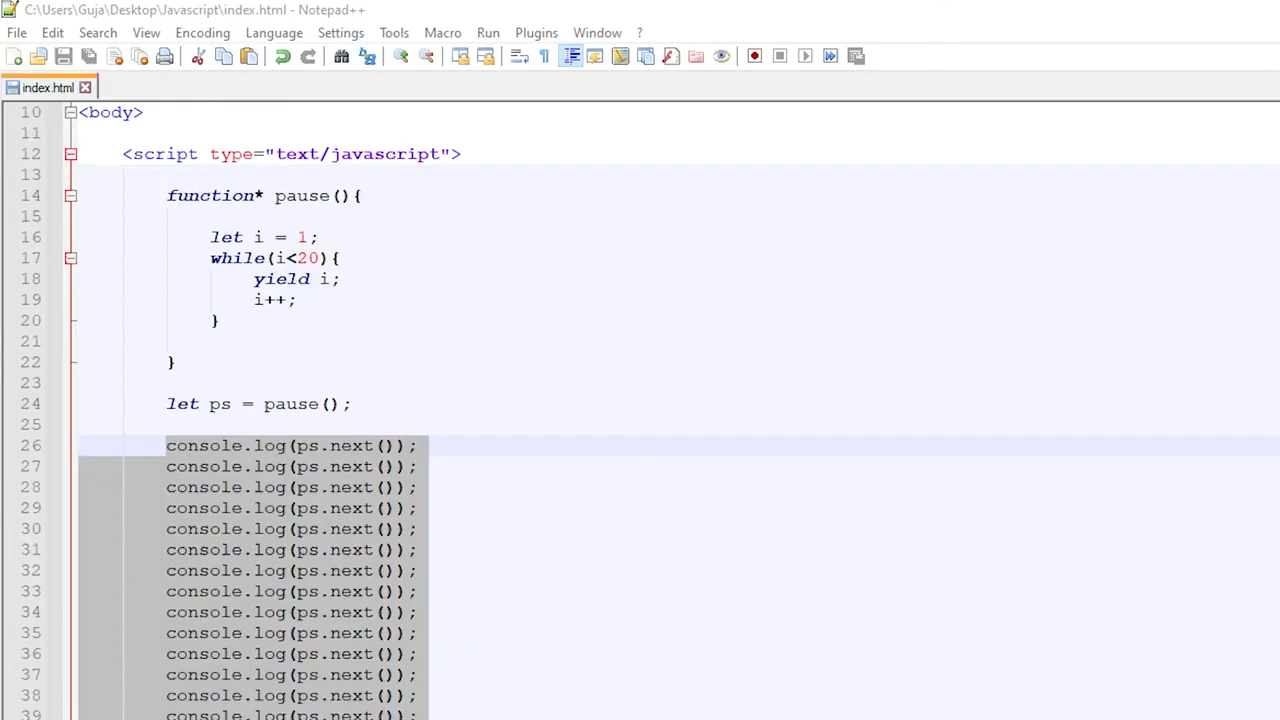 C:\Users\Guja\Desktop\Javascript\index.html - Notepad++
File Edit Search View Encoding Language Settings Tools Macro Run Plugins Window ?
index.html
10 <body>
11
12 <script type="text/javascript">
13
14 function* pause(){
15
16 let i = 1;
17 while(i<20){
18 yield i;
19 i++;
20 }
21
22 }
23
24 let ps = pause();
25
26 console.log(ps.next());
27 console.log(ps.next());
28 console.log(ps.next());
29 console.log(ps.next());
30 console.log(ps.next());
31 console.log(ps.next());
32 console.log(ps.next());
33 console.log(ps.next());
34 console.log(ps.next());
35 console.log(ps.next());
36 console.log(ps.next());
37 console.log(ps.next());
38 console.log(ps.next());
39 console.log(ps.next());